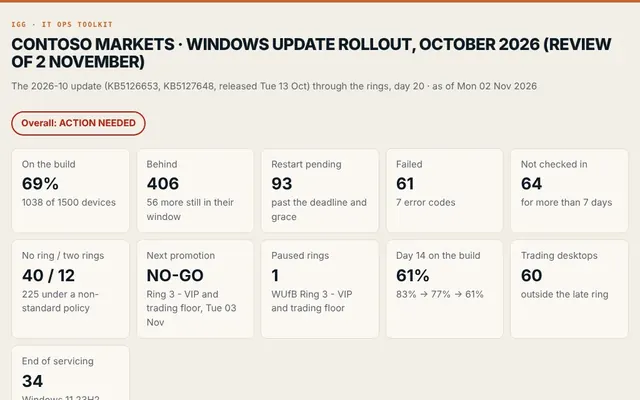 IGG · IT OPS TOOLKIT
CONTOSO MARKETS · WINDOWS UPDATE ROLLOUT, OCTOBER 2026 (REVIEW
OF 2 NOVEMBER)
The 2026-10 update (KB5126653, KB5127648, released Tue 13 Oct) through the rings, day 20 · as of Mon 02 Nov 2026
Overall: ACTION NEEDED
On the build
69%
1038 of 1500 devices
Behind
406
56 more still in their
window
Restart pending
93
past the deadline and
grace
Failed
61
7 error codes
Not checked in
64
for more than 7 days
No ring / two rings
40 / 12
225 under a non-
standard policy
Next promotion
NO-GO
Ring 3 - VIP and
trading floor, Tue 03
Nov
Paused rings
1
WUfB Ring 3 - VIP
and trading floor
Day 14 on the build
61%
83% → 77% → 61%
Trading desktops
60
outside the late ring
End of servicing
34
Windows 11 23H2